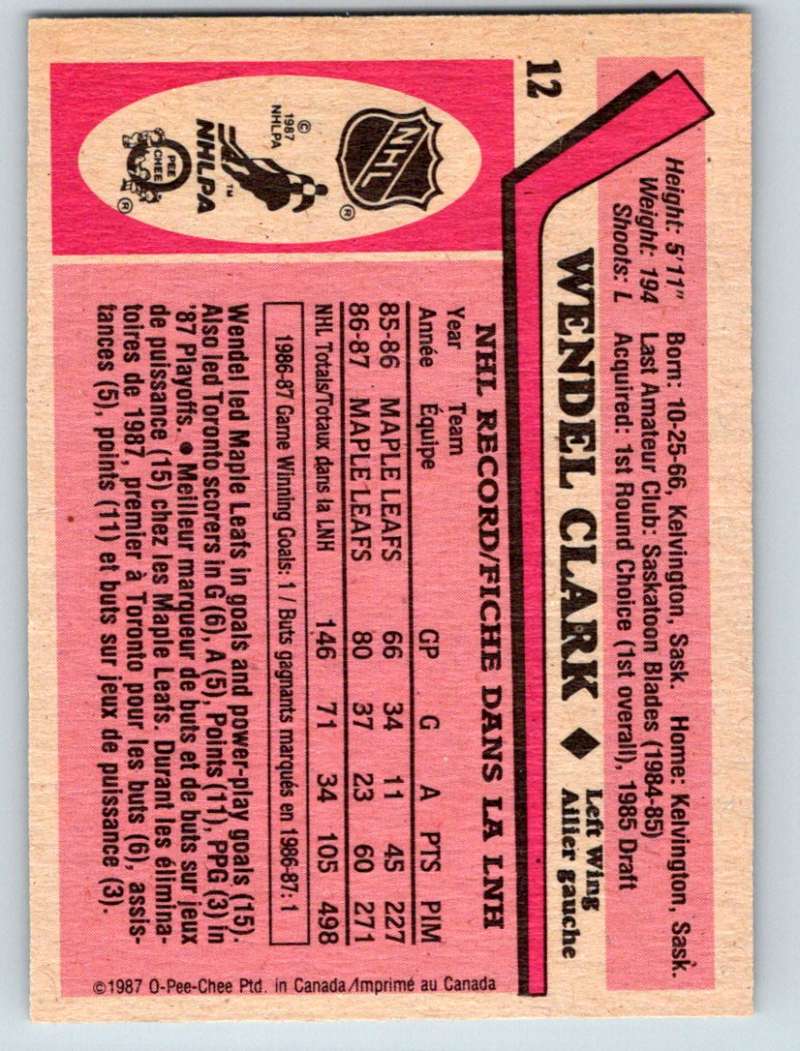 12
Height: 5'11" Born: 10-25-66, Kelvington, Sask. Home: Kelvington, Sask.
Weight: 194 Last Amateur Club: Saskatoon Blades (1984-85)
Shoots: L Acquired: 1st Round Choice (1st overall), 1985 Draft
WENDEL CLARK ◆ Left Wing
Ailier gauche
NHL
®
© 1987 NHLPA
NHLPA™
O PEE CHEE
®
NHL RECORD/FICHE DANS LA LNH
Year Team
Année Équipe GP G A PTS PIM
85-86 MAPLE LEAFS 66 34 11 45 227
86-87 MAPLE LEAFS 80 37 23 60 271
NHL Totals/Totaux dans la LNH 146 71 34 105 498
1986-87 Game Winning Goals: 1 / Buts gagnants marqués en 1986-87: 1
Wendel led Maple Leafs in goals and power-play goals (15).
Also led Toronto scorers in G (6), A (5), Points (11), PPG (3) in
'87 Playoffs. ● Meilleur marqueur de buts et de buts sur jeux
de puissance (15) chez les Maple Leafs. Durant les élimina-
toires de 1987, premier à Toronto pour les buts (6), assis-
tances (5), points (11) et buts sur jeux de puissance (3).
©1987 O-Pee-Chee Ptd. in Canada/Imprimé au Canada